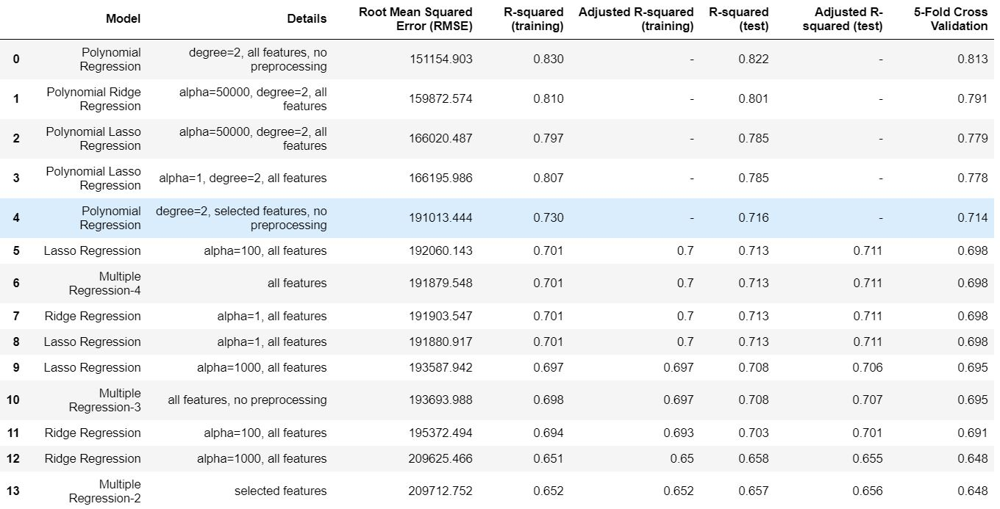 Model Details Root Mean Squared Error (RMSE) R-squared (training) Adjusted R-squared (training) R-squared (test) Adjusted R-squared (test) 5-Fold Cross Validation
0 Polynomial Regression degree=2, all features, no preprocessing 151154.903 0.830 - 0.822 - 0.813
1 Polynomial Ridge Regression alpha=50000, degree=2, all features 159872.574 0.810 - 0.801 - 0.791
2 Polynomial Lasso Regression alpha=50000, degree=2, all features 166020.487 0.797 - 0.785 - 0.779
3 Polynomial Lasso Regression alpha=1, degree=2, all features 166195.986 0.807 - 0.785 - 0.778
4 Polynomial Regression degree=2, selected features, no preprocessing 191013.444 0.730 - 0.716 - 0.714
5 Lasso Regression alpha=100, all features 192060.143 0.701 0.7 0.713 0.711 0.698
6 Multiple Regression-4 all features 191879.548 0.701 0.7 0.713 0.711 0.698
7 Ridge Regression alpha=1, all features 191903.547 0.701 0.7 0.713 0.711 0.698
8 Lasso Regression alpha=1, all features 191880.917 0.701 0.7 0.713 0.711 0.698
9 Lasso Regression alpha=1000, all features 193587.942 0.697 0.697 0.708 0.706 0.695
10 Multiple Regression-3 all features, no preprocessing 193693.988 0.698 0.697 0.708 0.707 0.695
11 Ridge Regression alpha=100, all features 195372.494 0.694 0.693 0.703 0.701 0.691
12 Ridge Regression alpha=1000, all features 209625.466 0.651 0.65 0.658 0.655 0.648
13 Multiple Regression-2 selected features 209712.752 0.652 0.652 0.657 0.656 0.648